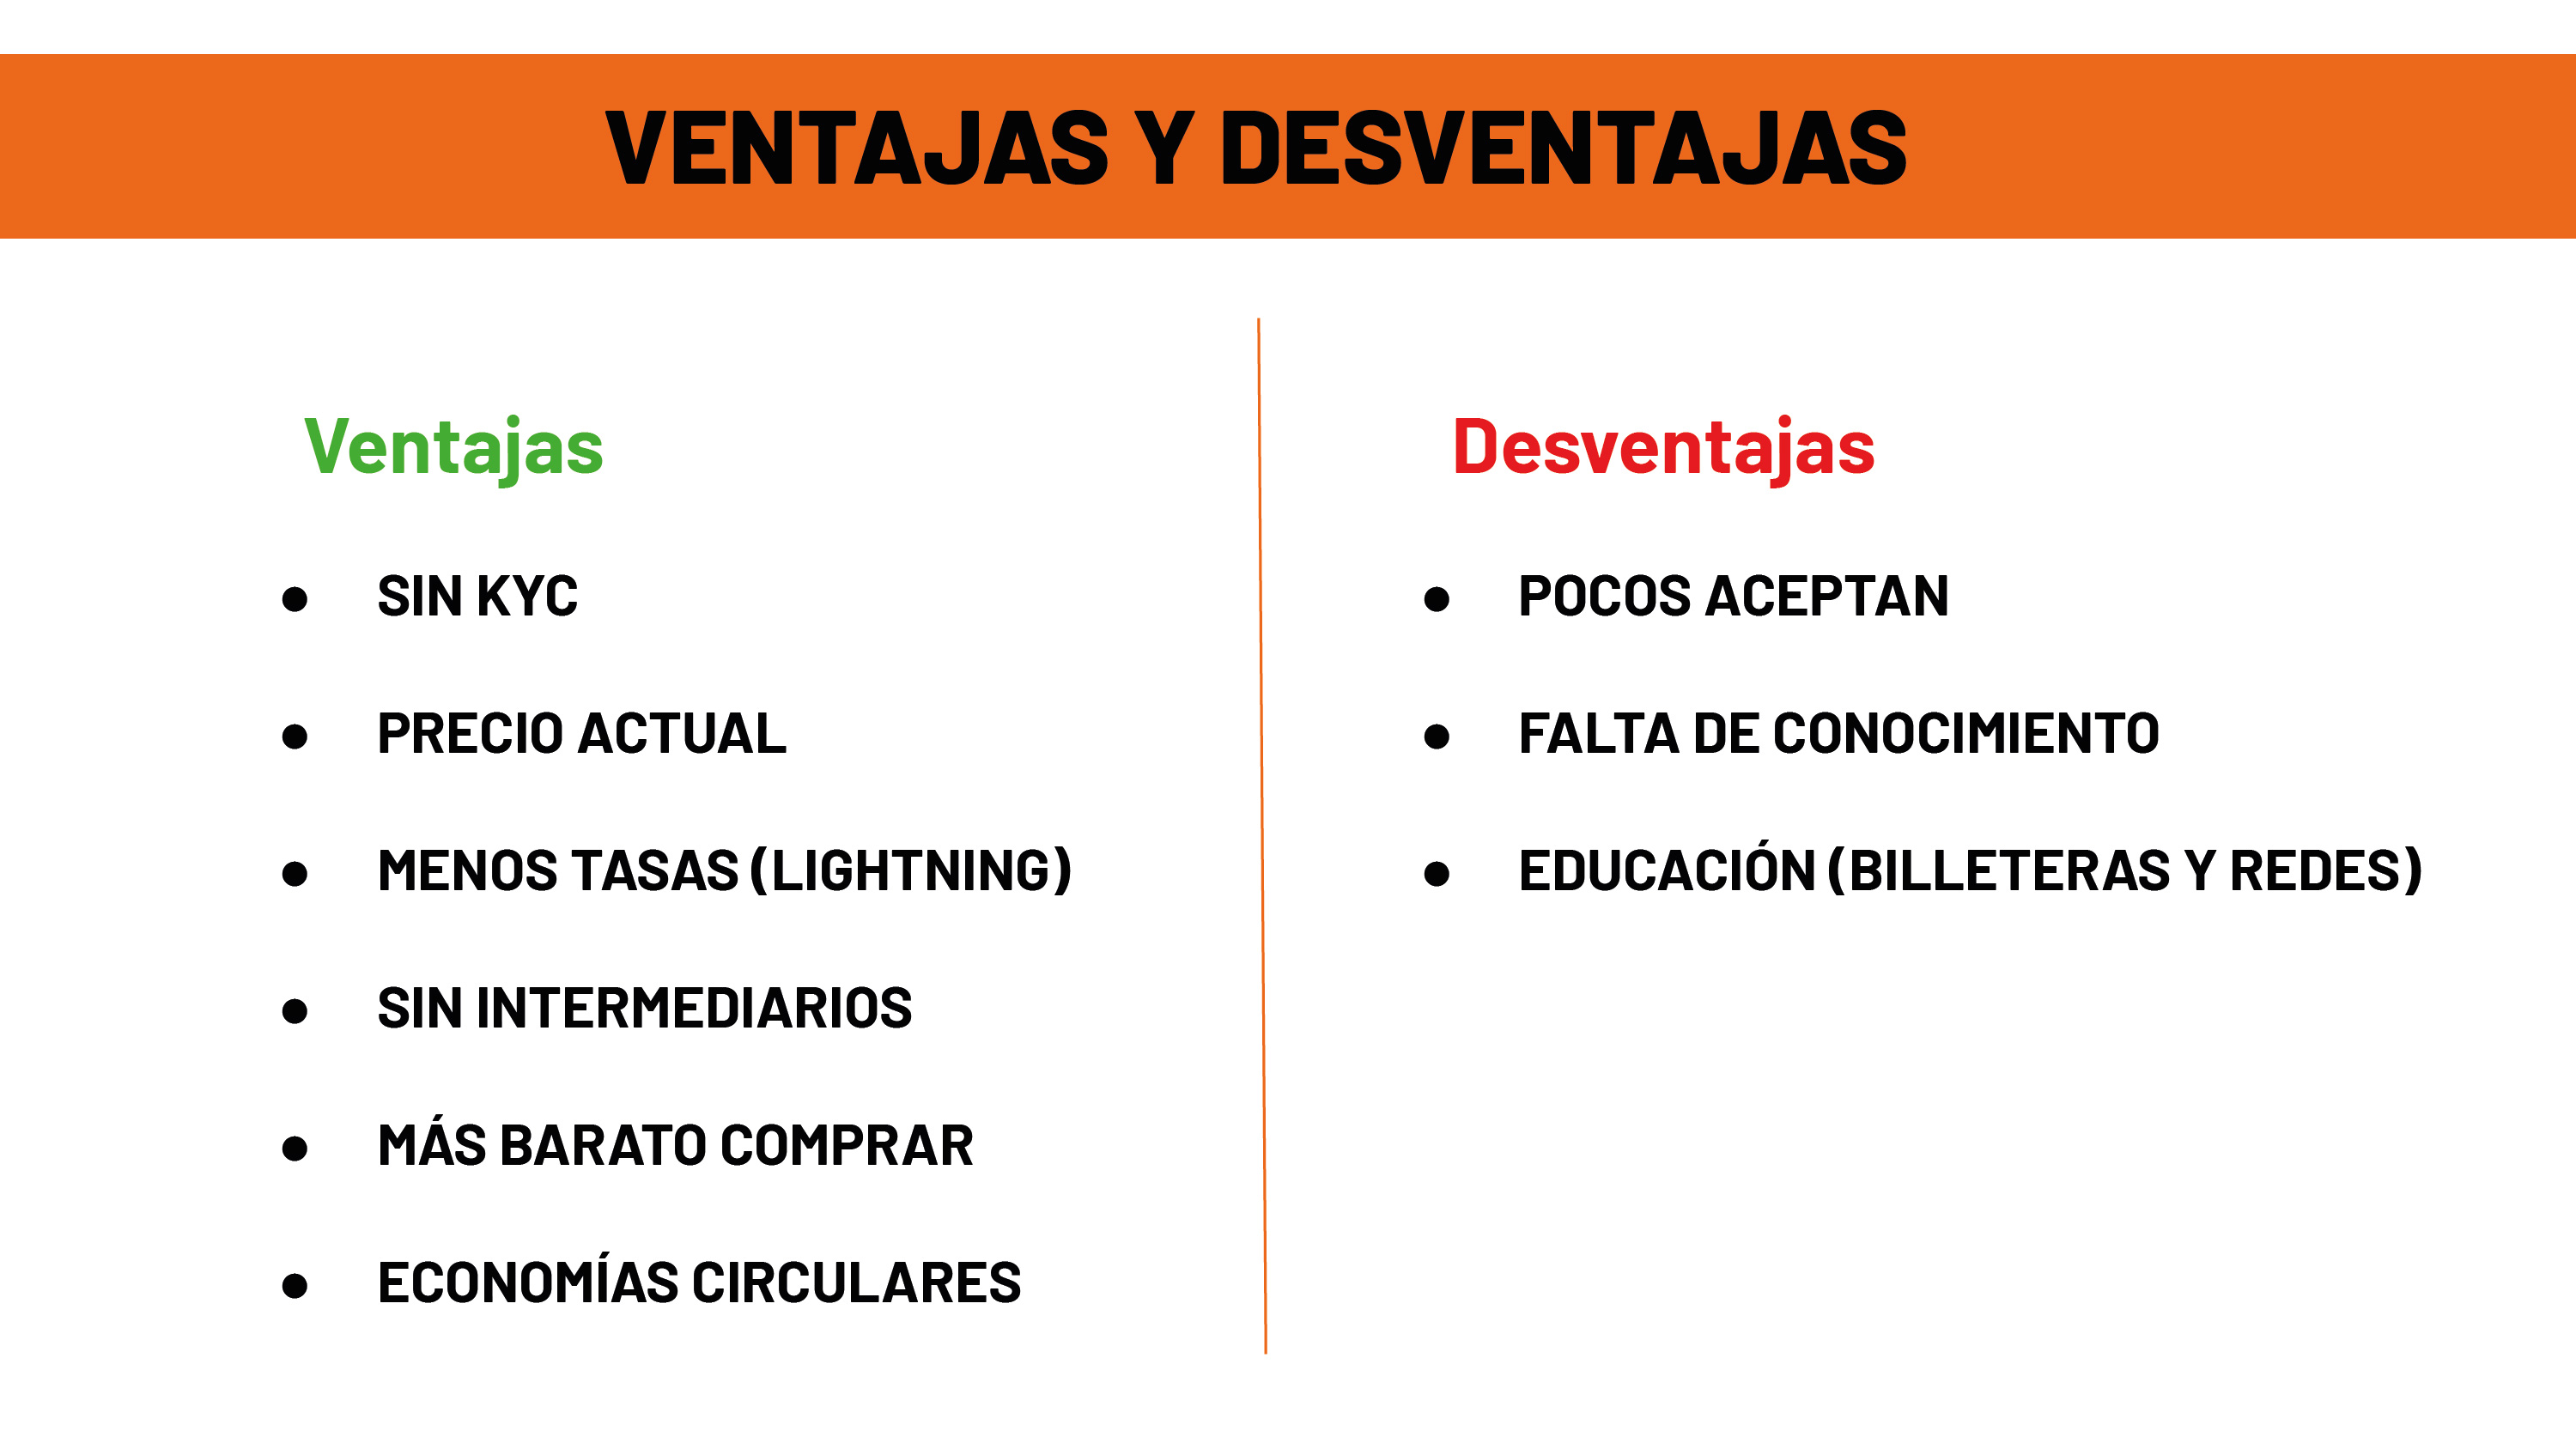 VENTAJAS Y DESVENTAJAS
Ventajas
● SIN KYC
● PRECIO ACTUAL
● MENOS TASAS (LIGHTNING)
● SIN INTERMEDIARIOS
● MÁS BARATO COMPRAR
● ECONOMÍAS CIRCULARES
Desventajas
● POCOS ACEPTAN
● FALTA DE CONOCIMIENTO
● EDUCACIÓN (BILLETERAS Y REDES)